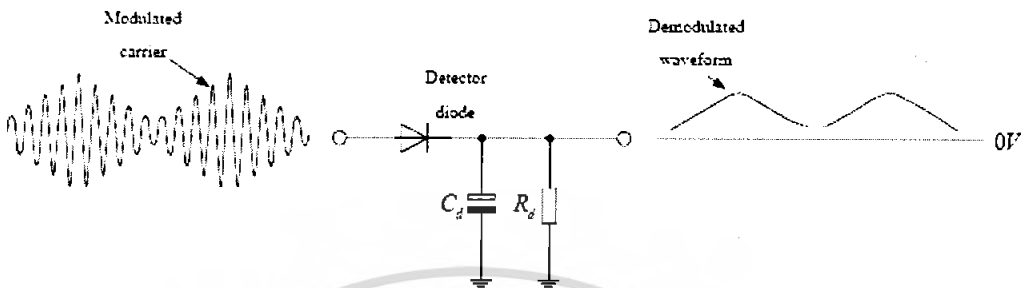 Modulated
carrier
Detector
diode
Demodulated
waveform
0V
C_d
R_d